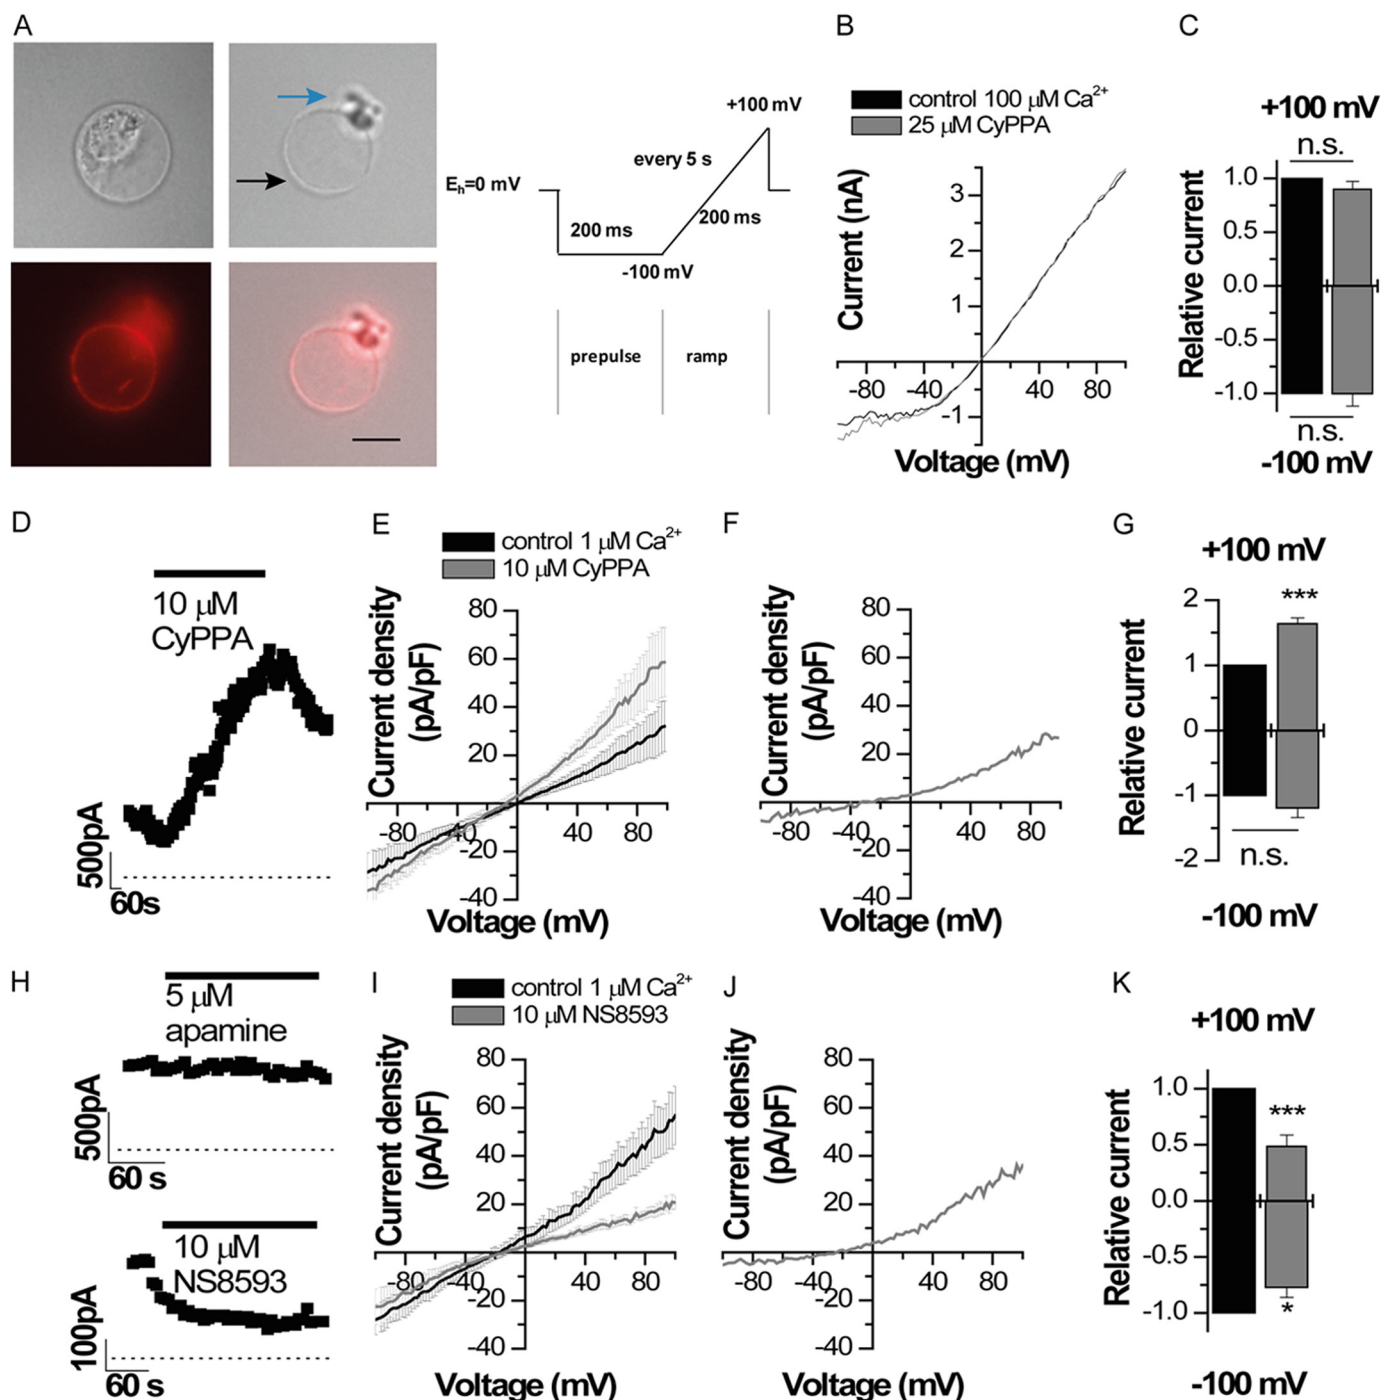 A
+100 mV
every 5 s
Eh=0 mV
200 ms
200 ms
-100 mV
prepulse
ramp
B
control 100 μM Ca2+
25 μM CyPPA
Current (nA)
3
2
1
-80
-40
40
80
-1
Voltage (mV)
C
+100 mV
n.s.
Relative current
1.0
0.5
0.0
-0.5
-1.0
n.s.
-100 mV
D
10 μM
CyPPA
500pA
60s
E
control 1 μM Ca2+
10 μM CyPPA
Current density
(pA/pF)
80
60
40
20
-80
-40
40
80
-20
-40
Voltage (mV)
F
Current density
(pA/pF)
80
60
40
20
-80
-40
40
80
-20
-40
Voltage (mV)
G
+100 mV
2
***
1
Relative current
0
-1
n.s.
-2
-100 mV
H
5 μM
apamine
500pA
60 s
10 μM
NS8593
100pA
60 s
I
control 1 μM Ca2+
10 μM NS8593
Current density
(pA/pF)
80
60
40
20
-80
-40
40
80
-20
-40
Voltage (mV)
J
Current density
(pA/pF)
80
60
40
20
-80
-40
40
80
-20
-40
Voltage (mV)
K
+100 mV
1.0
***
0.5
Relative current
0.0
-0.5
-1.0
*
-100 mV